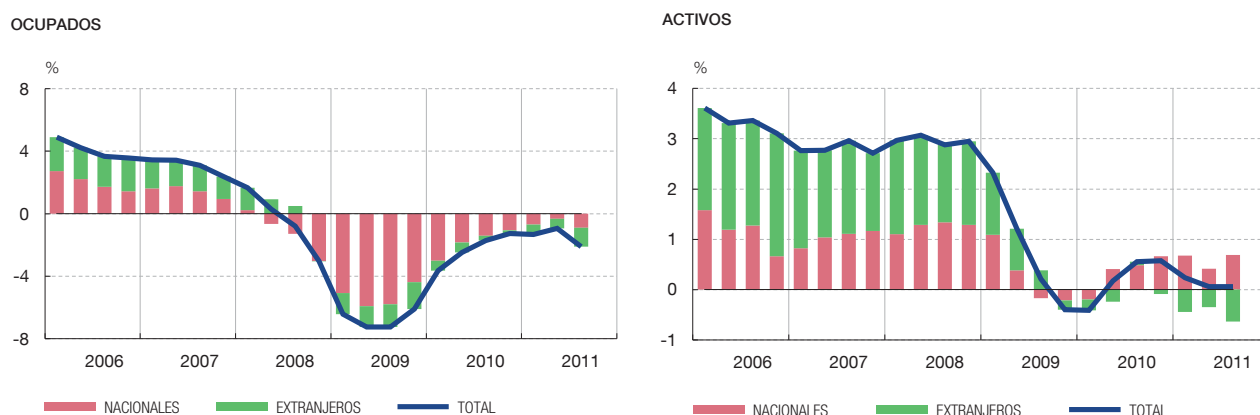 OCUPADOS
%
8
4
0
-4
-8
2006 2007 2008 2009 2010 2011
NACIONALES EXTRANJEROS TOTAL
ACTIVOS
%
4
3
2
1
0
-1
2006 2007 2008 2009 2010 2011
NACIONALES EXTRANJEROS TOTAL